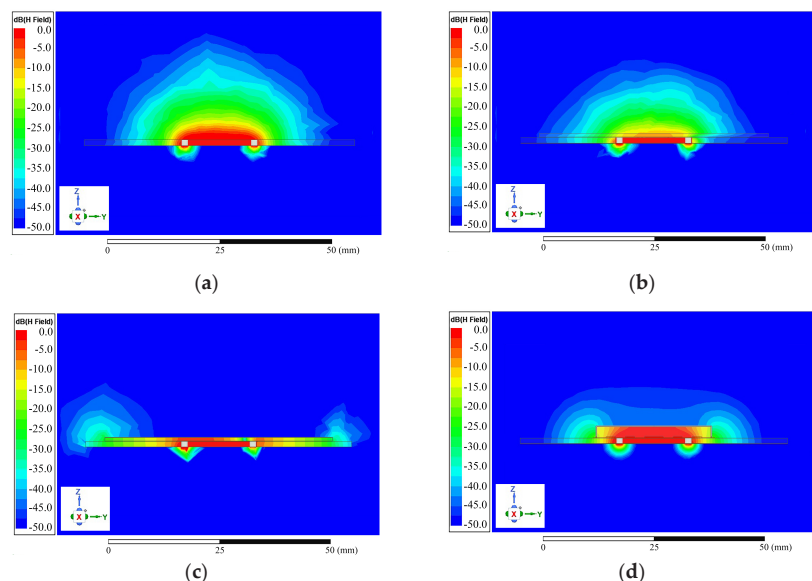 dB(H Field)
0.0
-5.0
-10.0
-15.0
-20.0
-25.0
-30.0
-35.0
-40.0
-45.0
-50.0
Z
X
Y
0 25 50 (mm)
(a)
dB(H Field)
0.0
-5.0
-10.0
-15.0
-20.0
-25.0
-30.0
-35.0
-40.0
-45.0
-50.0
Z
X
Y
0 25 50 (mm)
(b)
dB(H Field)
0.0
-5.0
-10.0
-15.0
-20.0
-25.0
-30.0
-35.0
-40.0
-45.0
-50.0
Z
X
Y
0 25 50 (mm)
(c)
dB(H Field)
0.0
-5.0
-10.0
-15.0
-20.0
-25.0
-30.0
-35.0
-40.0
-45.0
-50.0
Z
X
Y
0 25 50 (mm)
(d)